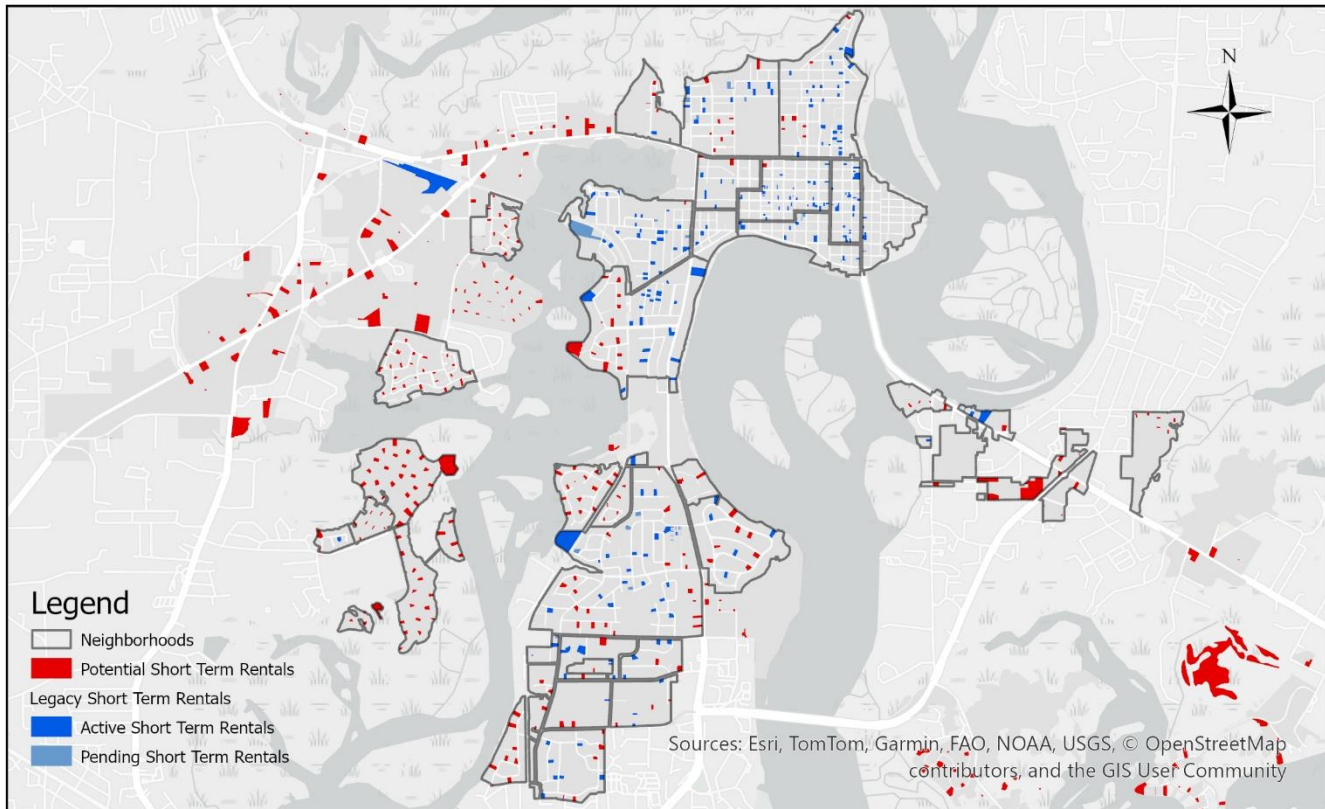 N
Legend
Neighborhoods
Potential Short Term Rentals
Legacy Short Term Rentals
Active Short Term Rentals
Pending Short Term Rentals
Sources: Esri, TomTom, Garmin, FAO, NOAA, USGS, © OpenStreetMap
contributors, and the GIS User Community